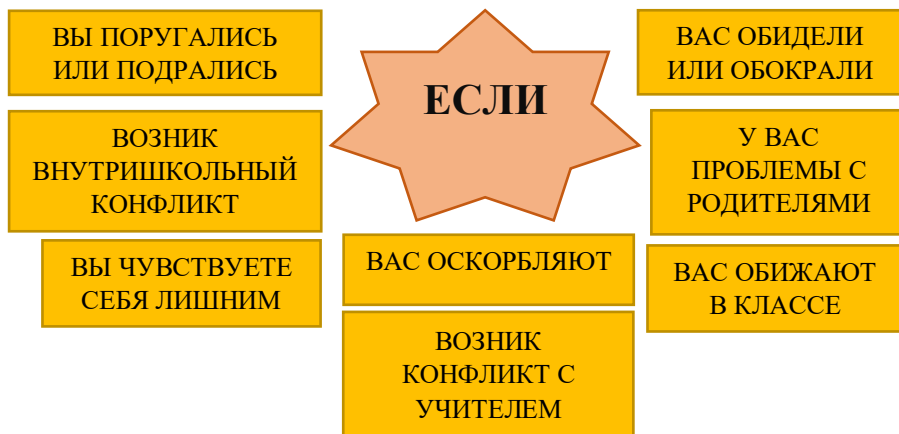 ЕСЛИ
ВЫ ПОРУГАЛИСЬ
ИЛИ ПОДРАЛИСЬ
ВОЗНИК
ВНУТРИШКОЛЬНЫЙ
КОНФЛИКТ
ВЫ ЧУВСТВУЕТЕ
СЕБЯ ЛИШНИМ
ВАС ОСКОРБЛЯЮТ
ВОЗНИК
КОНФЛИКТ С
УЧИТЕЛЕМ
ВАС ОБИДЕЛИ
ИЛИ ОБОКРАЛИ
У ВАС
ПРОБЛЕМЫ С
РОДИТЕЛЯМИ
ВАС ОБИЖАЮТ
В КЛАССЕ